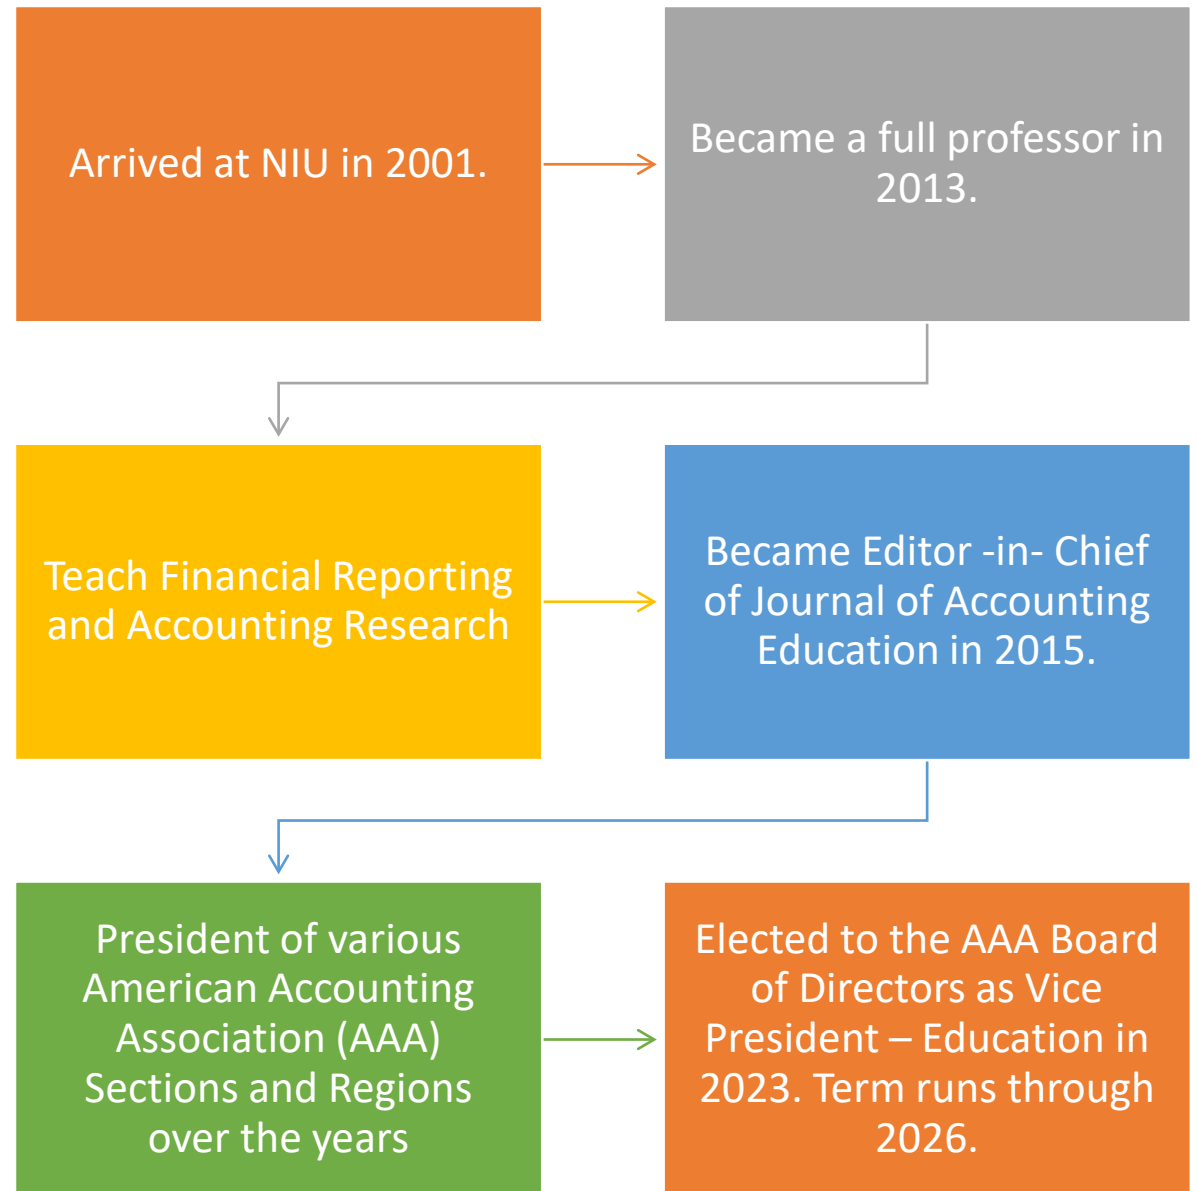 Arrived at NIU in 2001.
Became a full professor in
2013.
Teach Financial Reporting
and Accounting Research
Became Editor -in- Chief
of Journal of Accounting
Education in 2015.
President of various
American Accounting
Association (AAA)
Sections and Regions
over the years
Elected to the AAA Board
of Directors as Vice
President – Education in
2023. Term runs through
2026.